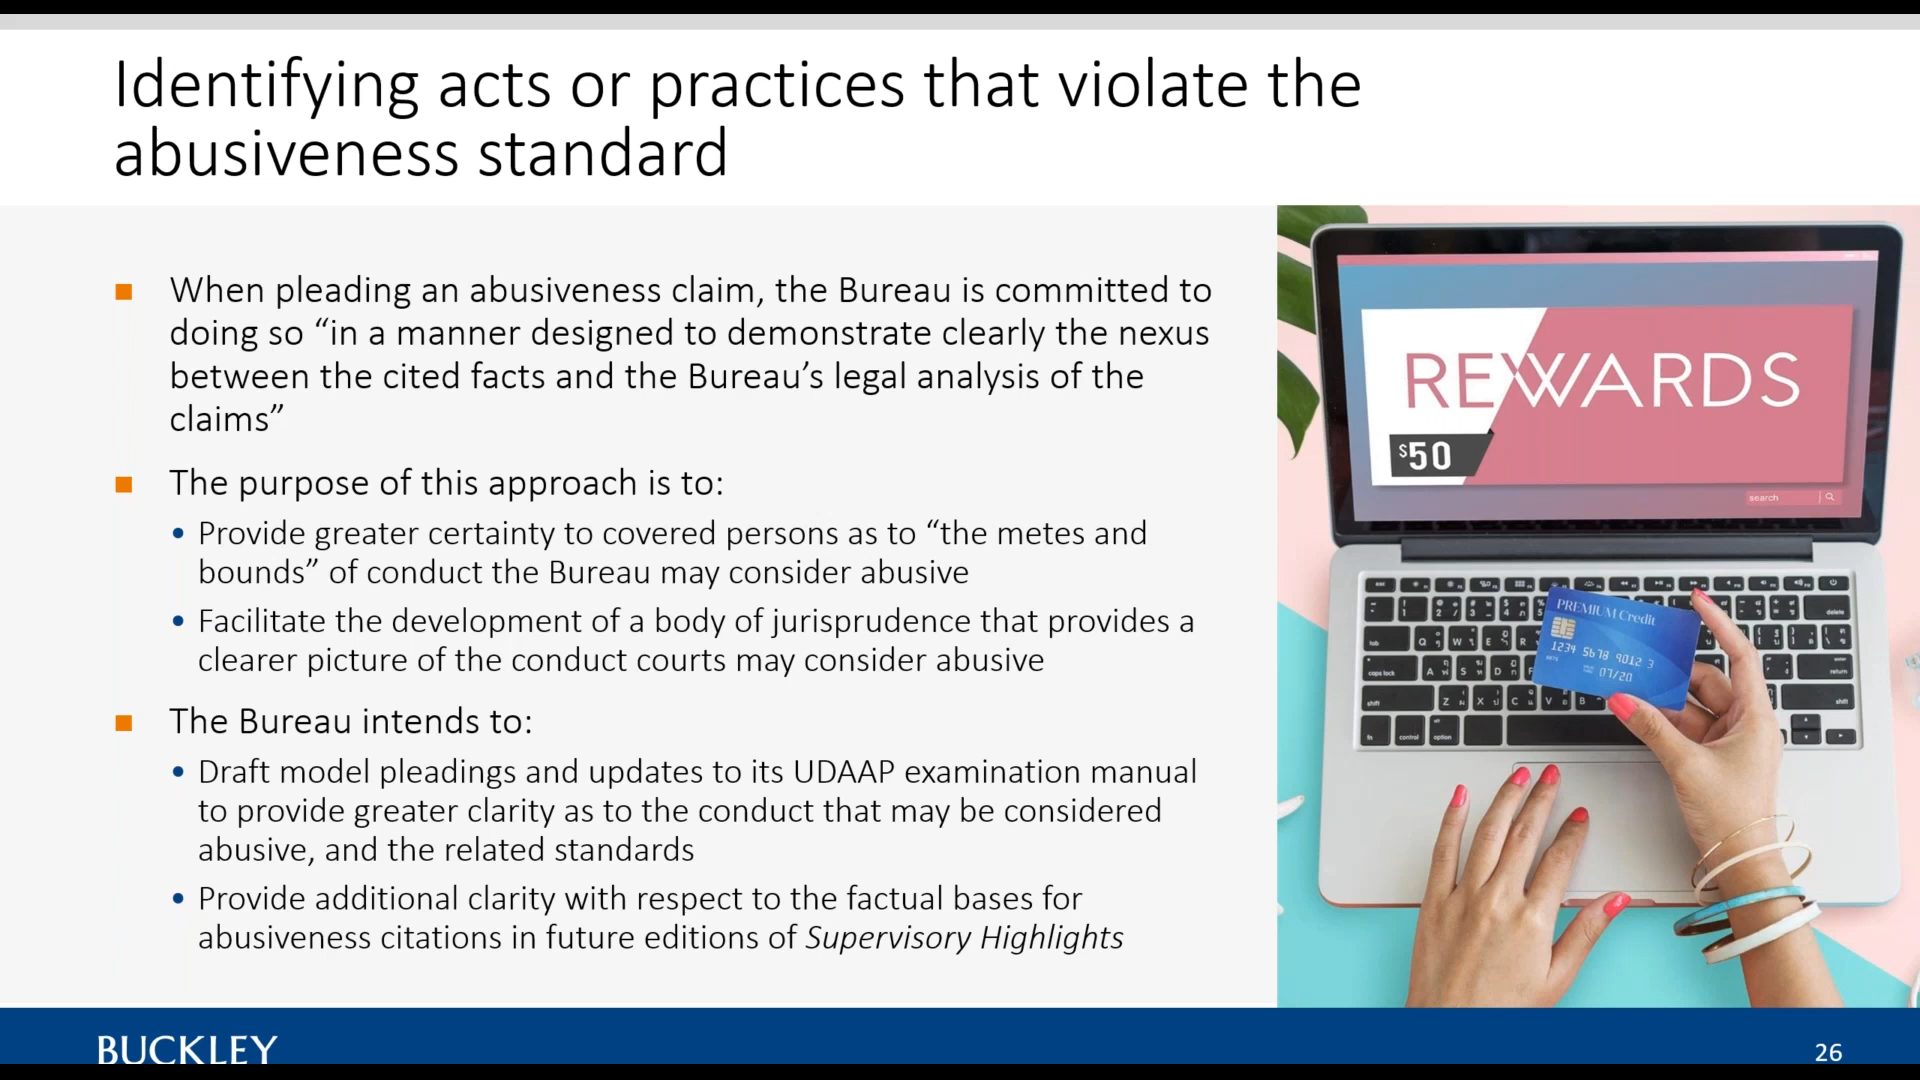 Identifying acts or practices that violate the
abusiveness standard
When pleading an abusiveness claim, the Bureau is committed to
doing so “in a manner designed to demonstrate clearly the nexus
between the cited facts and the Bureau’s legal analysis of the
claims”
The purpose of this approach is to:
Provide greater certainty to covered persons as to “the metes and
bounds” of conduct the Bureau may consider abusive
Facilitate the development of a body of jurisprudence that provides a
clearer picture of the conduct courts may consider abusive
The Bureau intends to:
Draft model pleadings and updates to its UDAAP examination manual
to provide greater clarity as to the conduct that may be considered
abusive, and the related standards
Provide additional clarity with respect to the factual bases for
abusiveness citations in future editions of Supervisory Highlights
REWARDS
$50
search
PREMIUM Credit
1234 5678 9012 3
07/20
BUCKLEY
26